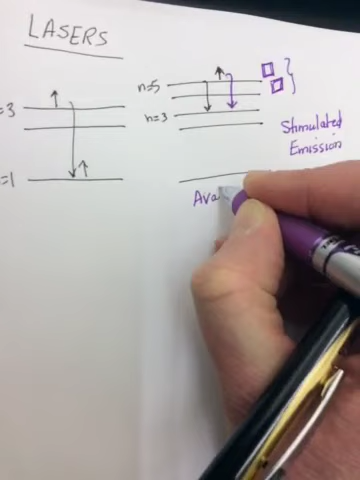 LASERS
n=5
=3
n=3
Stimulated
Emission
=1
Ava